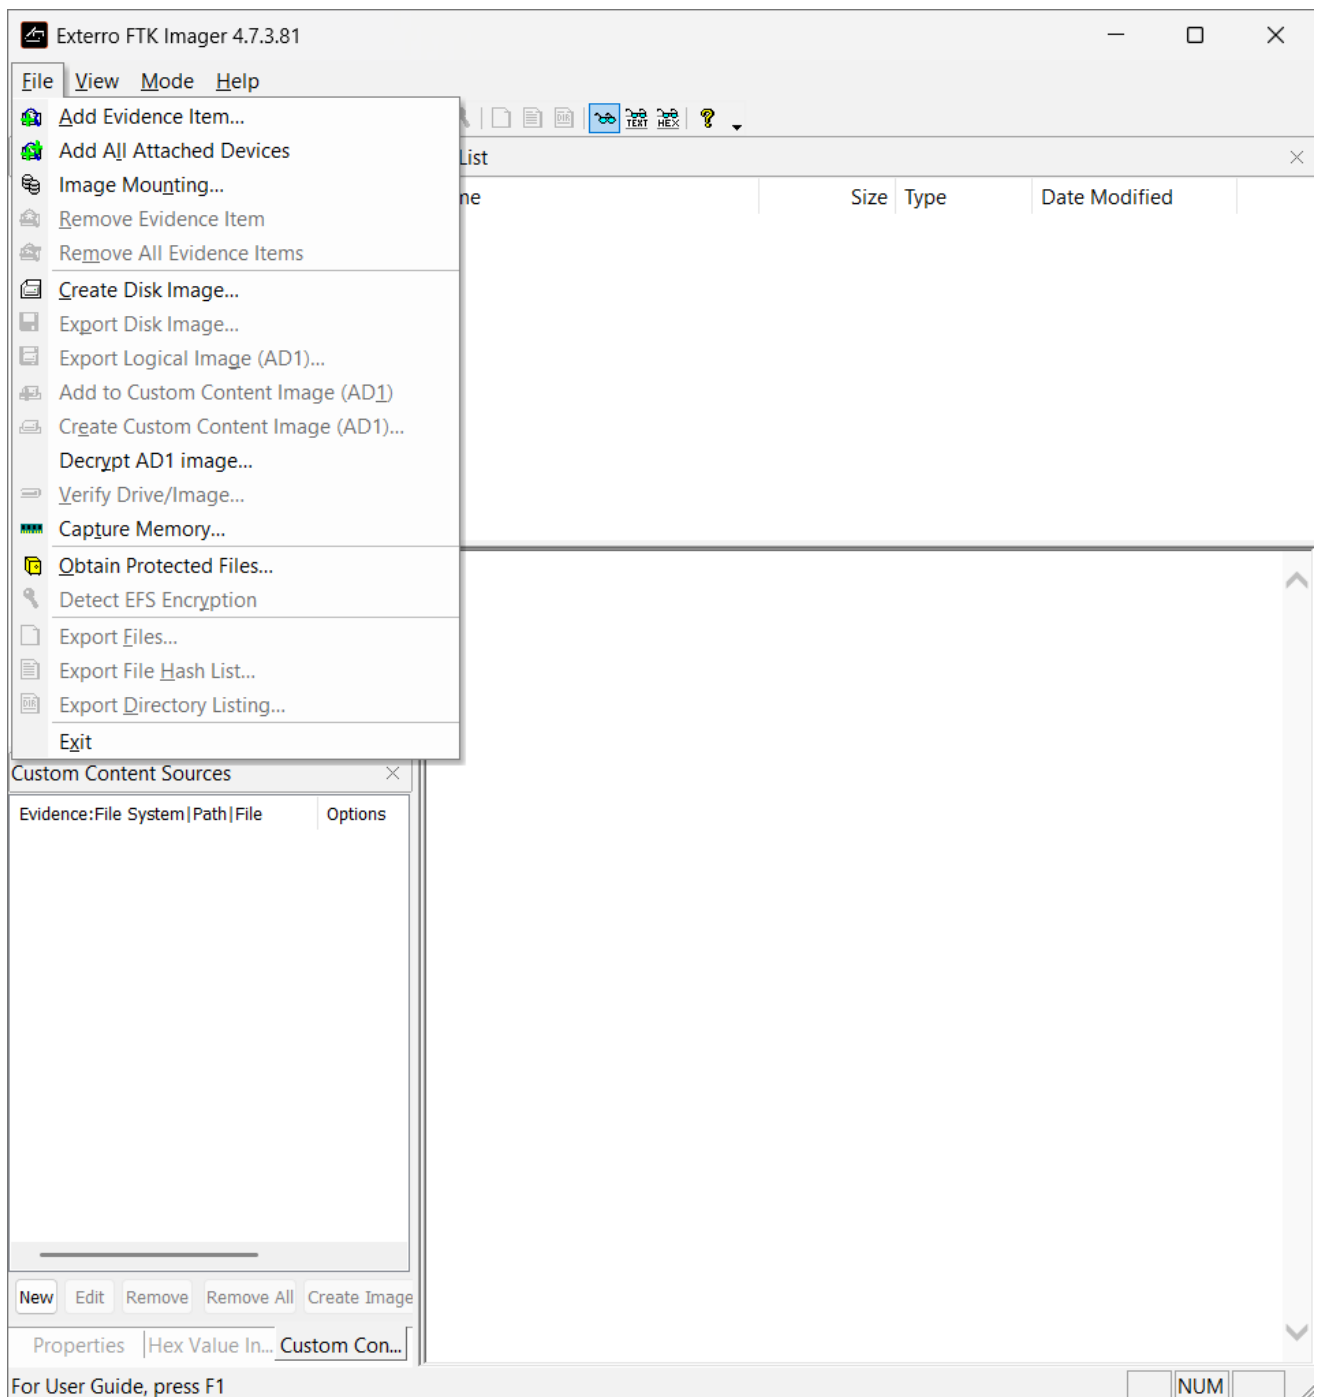 Exterro FTK Imager 4.7.3.81
File View Mode Help
Add Evidence Item...
Add All Attached Devices
Image Mounting...
Remove Evidence Item
Remove All Evidence Items
Create Disk Image...
Export Disk Image...
Export Logical Image (AD1)...
Add to Custom Content Image (AD1)
Create Custom Content Image (AD1)...
Decrypt AD1 image...
Verify Drive/Image...
Capture Memory...
Obtain Protected Files...
Detect EFS Encryption
Export Files...
Export File Hash List...
Export Directory Listing...
Exit
DIR TEXT HEX ?
List
me Size Type Date Modified
Custom Content Sources
Evidence:File System|Path|File Options
New Edit Remove Remove All Create Image
Properties Hex Value In... Custom Con...
For User Guide, press F1 NUM